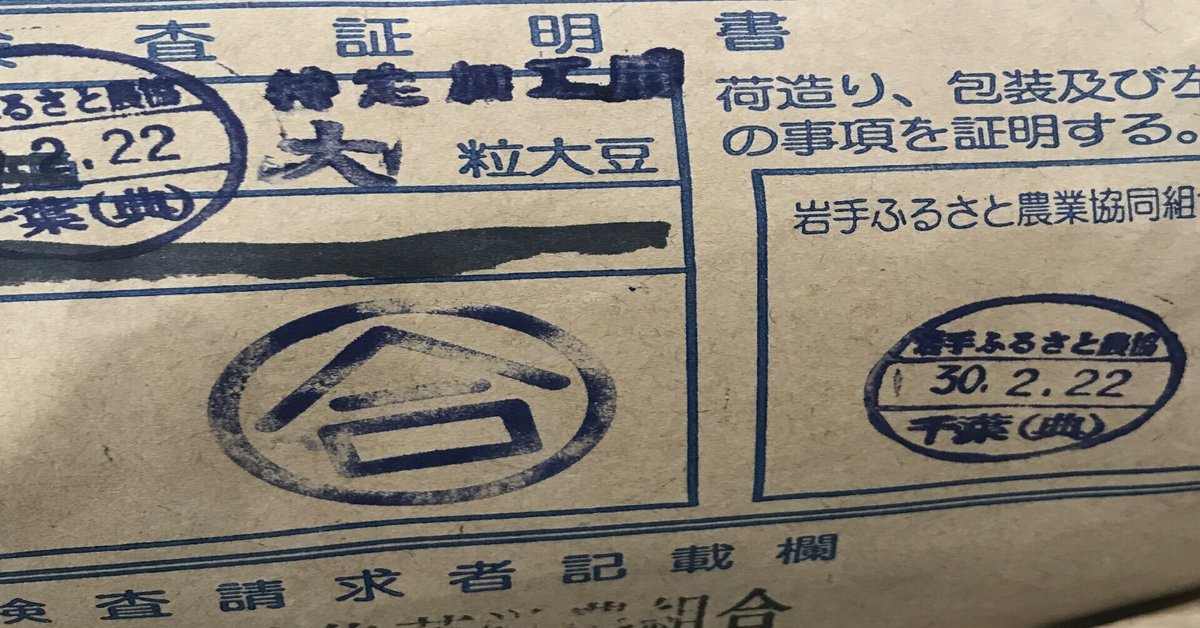 査証明書
ふるさと農協
.2.22
千葉(典)
特定加工用
大
粒大豆
合
荷造り、包装及び左
の事項を証明する。
岩手ふるさと農業協同組
岩手ふるさと農協
30.2.22
千葉(典)
検査請求者記載欄
組合